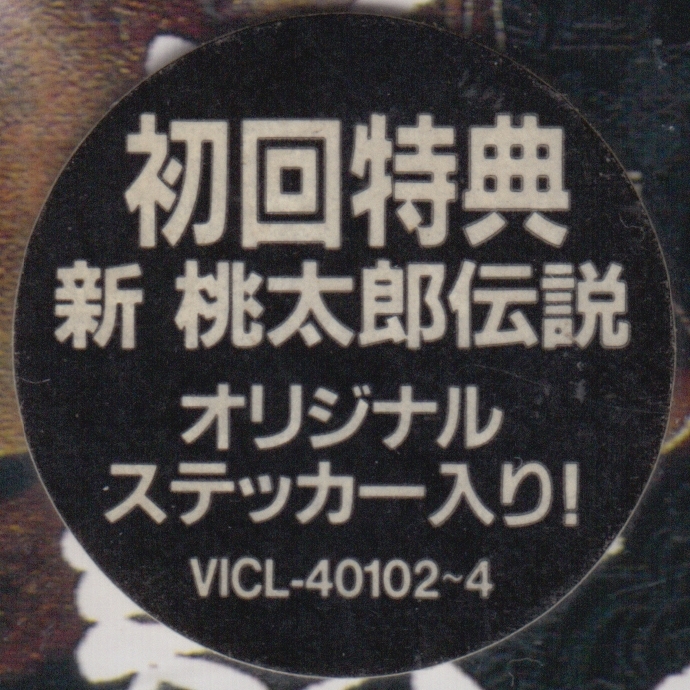 初回特典
新 桃太郎伝説
オリジナル
ステッカー入り!
VICL-40102~4